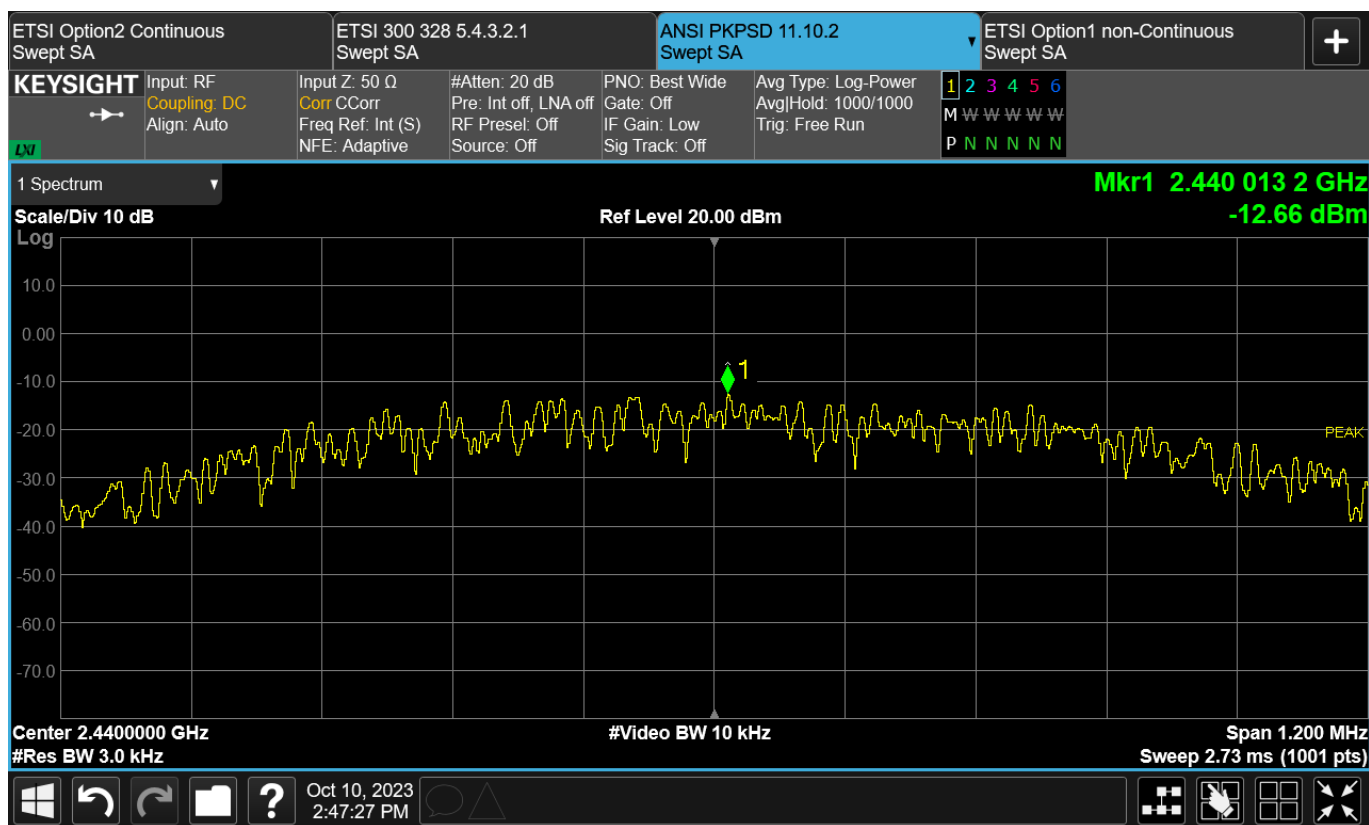 ETSI Option2 Continuous
Swept SA
ETSI 300 328 5.4.3.2.1
Swept SA
ANSI PKPSD 11.10.2
Swept SA
ETSI Option1 non-Continuous
Swept SA
KEYSIGHT
LXI
Input: RF
Coupling: DC
Align: Auto
Input Z: 50 Ω
Corr CCorr
Freq Ref: Int (S)
NFE: Adaptive
#Atten: 20 dB
Pre: Int off, LNA off
RF Presel: Off
Source: Off
PNO: Best Wide
Gate: Off
IF Gain: Low
Sig Track: Off
Avg Type: Log-Power
Avg|Hold: 1000/1000
Trig: Free Run
1 2 3 4 5 6
M W W W W W
P N N N N N
1 Spectrum
Mkr1 2.440 013 2 GHz
-12.66 dBm
Scale/Div 10 dB
Ref Level 20.00 dBm
Log
10.0
0.00
-10.0
-20.0
-30.0
-40.0
-50.0
-60.0
-70.0
1
PEAK
Center 2.4400000 GHz
#Video BW 10 kHz
Span 1.200 MHz
#Res BW 3.0 kHz
Sweep 2.73 ms (1001 pts)
Oct 10, 2023
2:47:27 PM